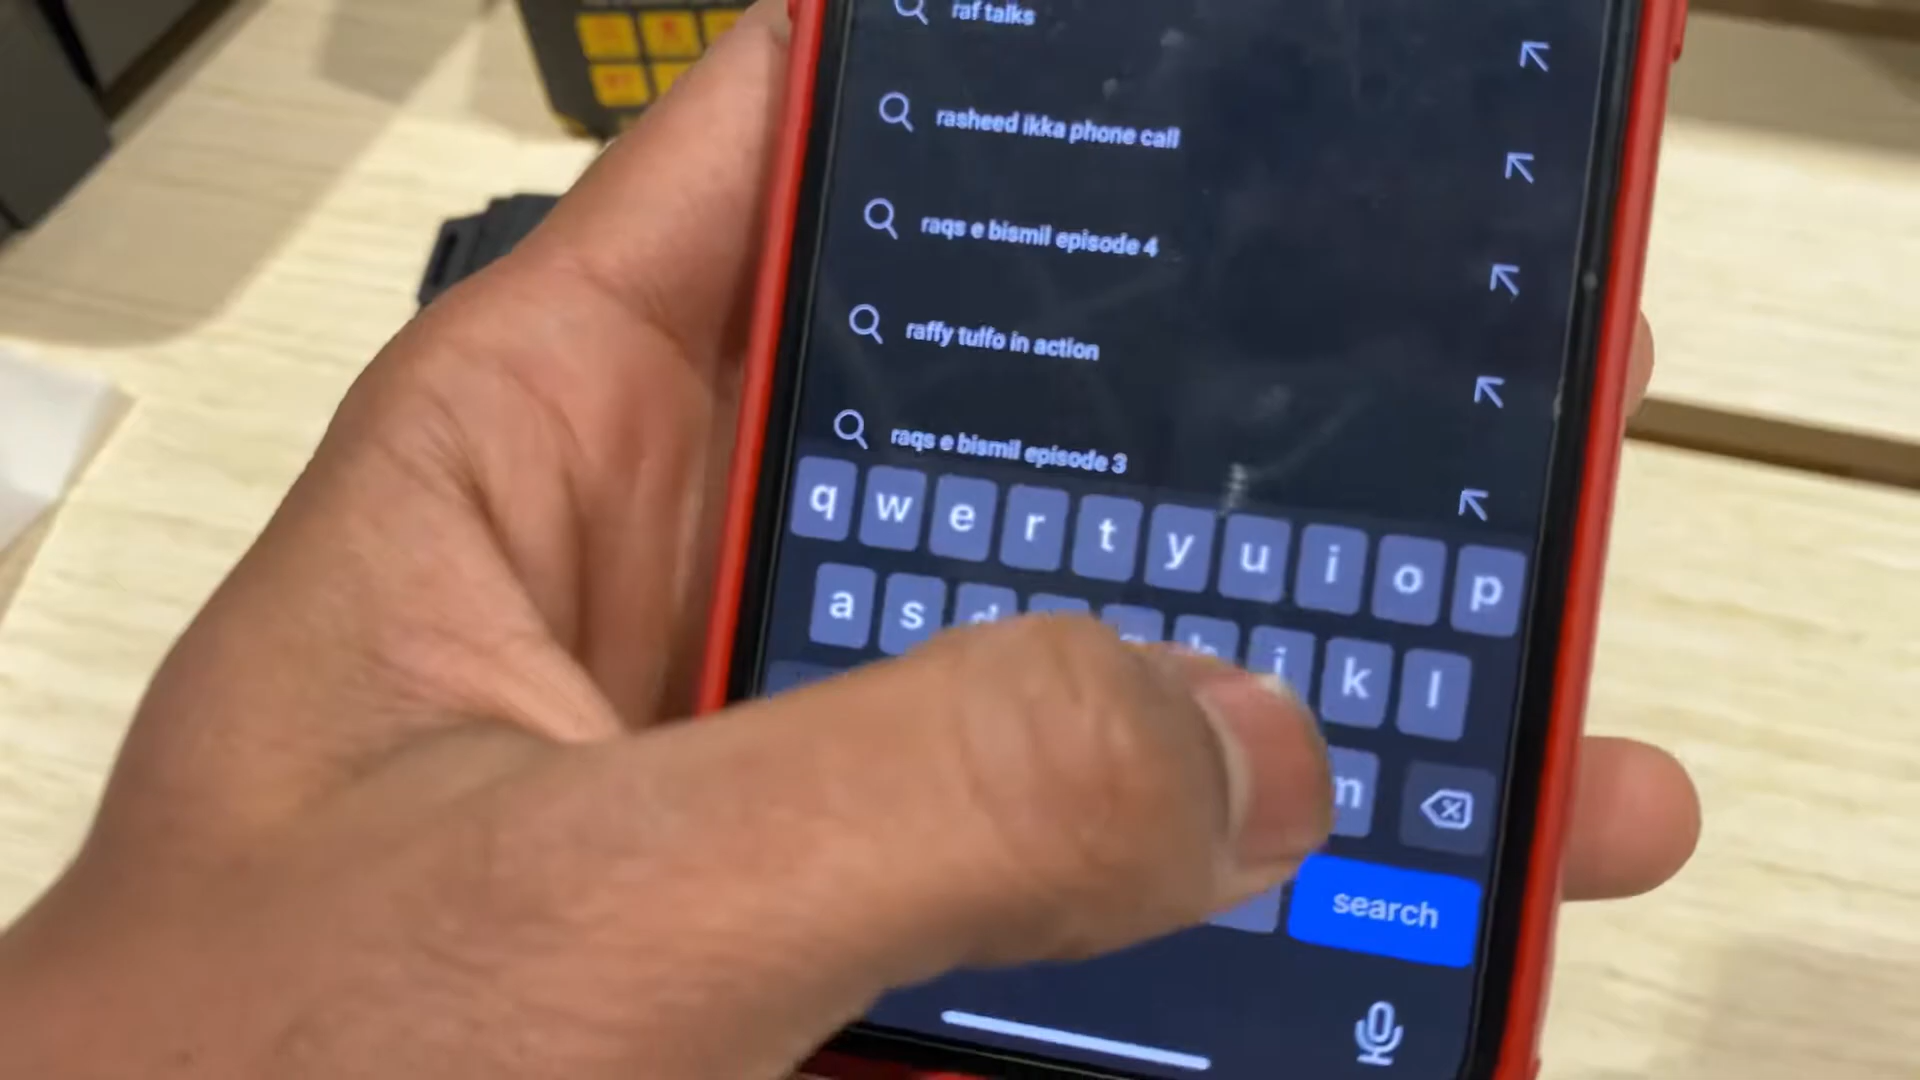 raf talks
rasheed ikka phone call
raqs e bismil episode 4
raffy tulfo in action
raqs e bismil episode 3
q w e r t y u i o p
a s d g h j k l
m
search